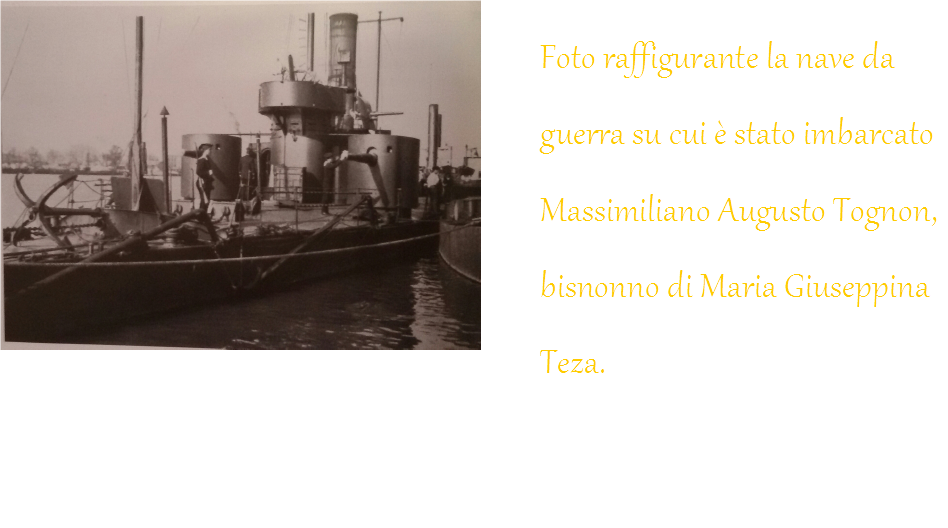 Foto raffigurante la nave da
guerra su cui è stato imbarcato
Massimiliano Augusto Tognon,
bisnonno di Maria Giuseppina
Teza.